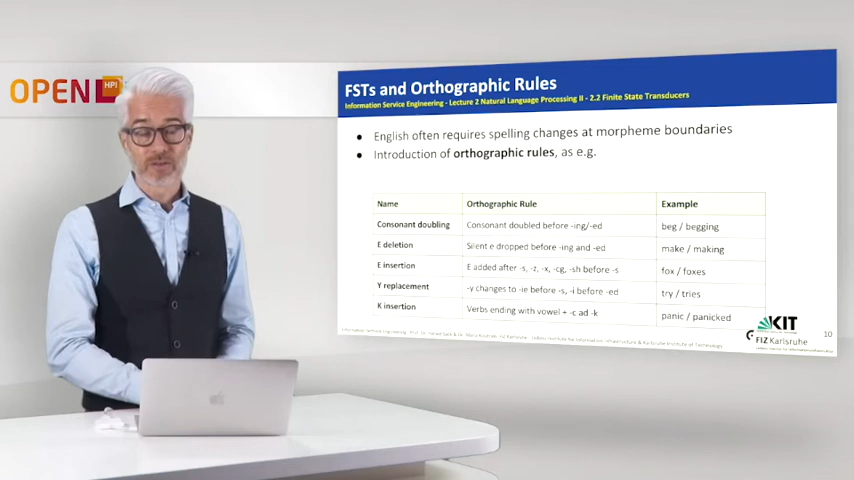 OPEN HPI
FSTs and Orthographic Rules
Information Service Engineering - Lecture 2 Natural Language Processing II - 2.2 Finite State Transducers
● English often requires spelling changes at morpheme boundaries
● Introduction of orthographic rules, as e.g.
Name Orthographic Rule Example
Consonant doubling Consonant doubled before -ing/-ed beg / begging
E deletion Silent e dropped before -ing and -ed make / making
E insertion E added after -s, -z, -x, -cg, -sh before -s fox / foxes
Y replacement -y changes to -ie before -s, -i before -ed try / tries
K insertion Verbs ending with vowel + -c ad -k panic / panicked
KIT
FIZ Karlsruhe
10